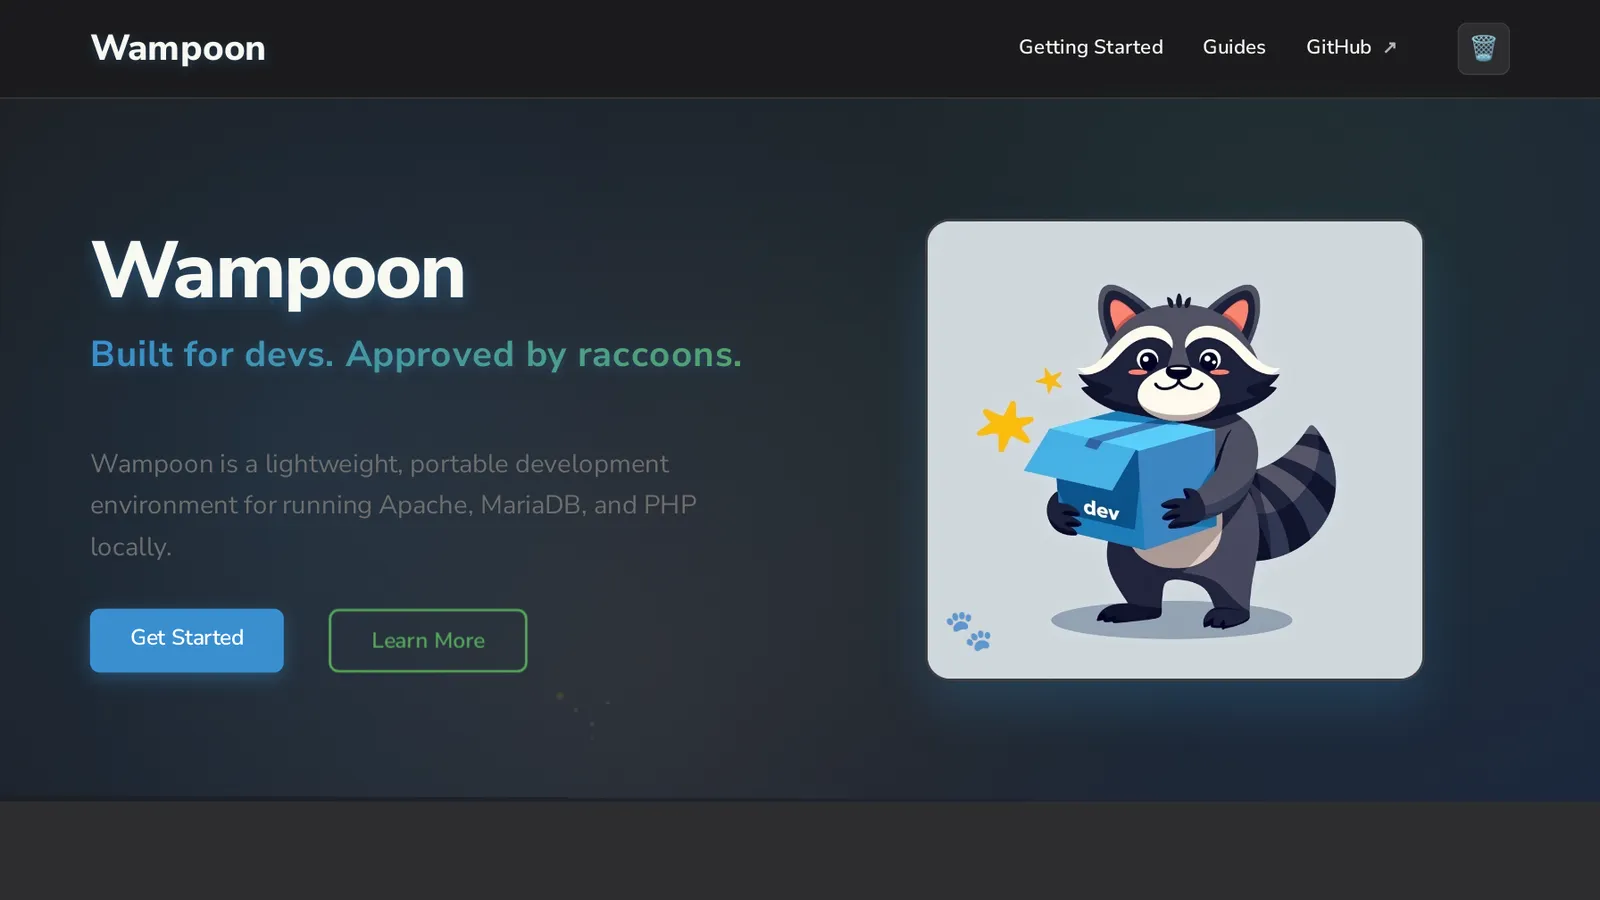 Wampoon
Getting Started
Guides
GitHub ↗
Wampoon
Built for devs. Approved by raccoons.
Wampoon is a lightweight, portable development
environment for running Apache, MariaDB, and PHP
locally.
Get Started
Learn More
dev